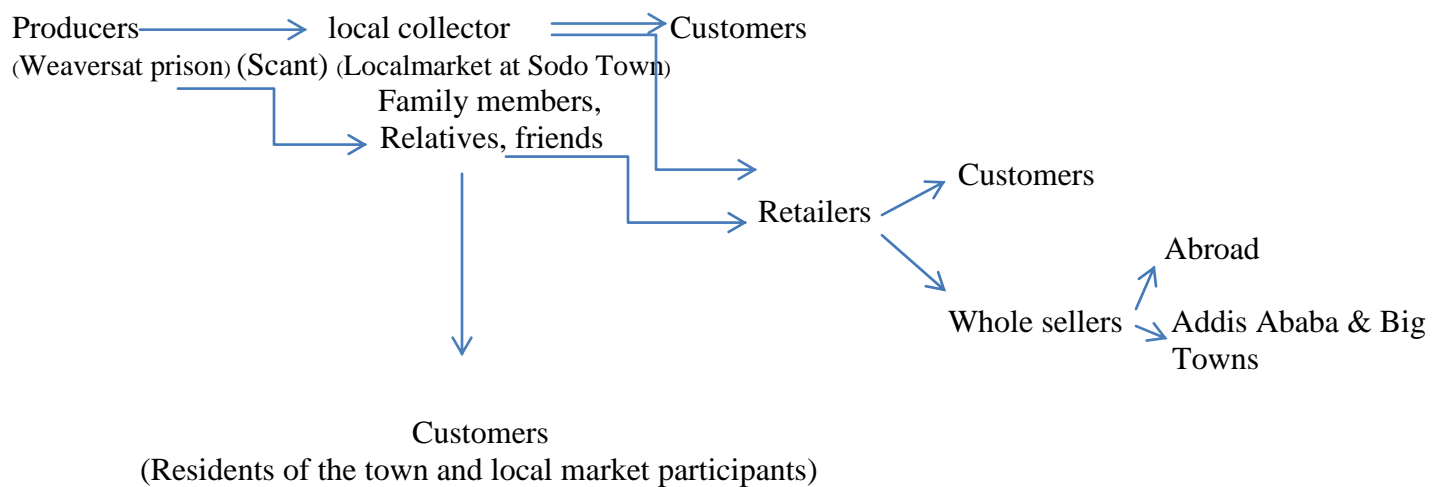 Producers local collector Customers
(Weaversat prison) (Scant) (Localmarket at Sodo Town)
Family members,
Relatives, friends
Customers
Retailers
Abroad
Whole sellers Addis Ababa & Big
Towns
Customers
(Residents of the town and local market participants)